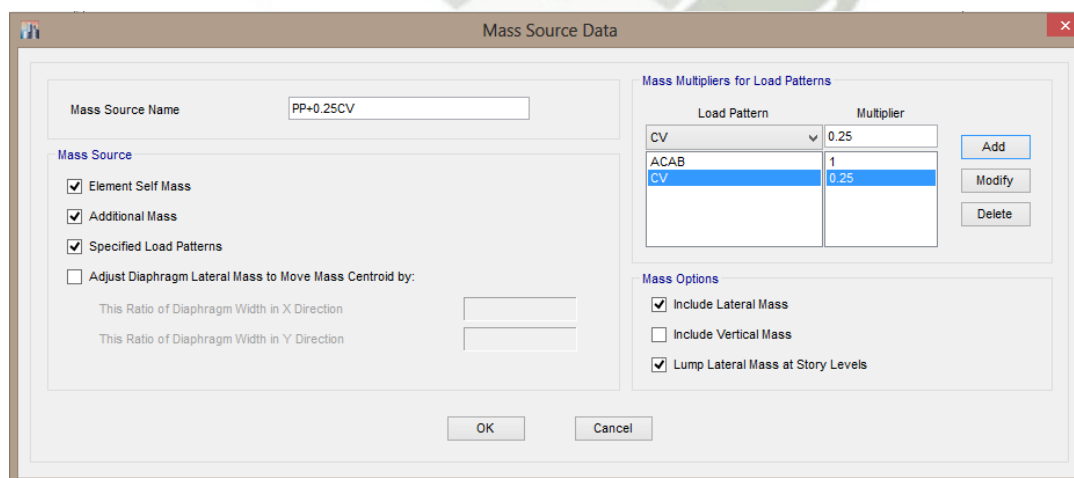 Mass Source Data
Mass Source Name
PP+0.25CV
Mass Source
Element Self Mass
Additional Mass
Specified Load Patterns
Adjust Diaphragm Lateral Mass to Move Mass Centroid by:
This Ratio of Diaphragm Width in X Direction
This Ratio of Diaphragm Width in Y Direction
Mass Multipliers for Load Patterns
Load Pattern Multiplier
CV 0.25
ACAB 1
CV 0.25
Add
Modify
Delete
Mass Options
Include Lateral Mass
Include Vertical Mass
Lump Lateral Mass at Story Levels
OK Cancel